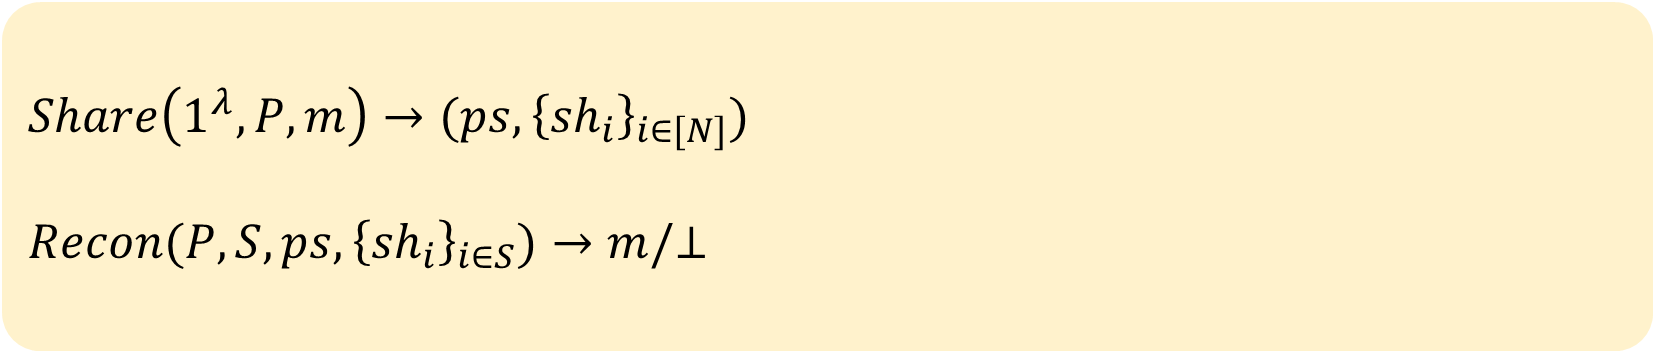 Share(1^λ, P, m) → (ps, {sh_i}_{i∈[N]})
Recon(P, S, ps, {sh_i}_{i∈S}) → m/⊥